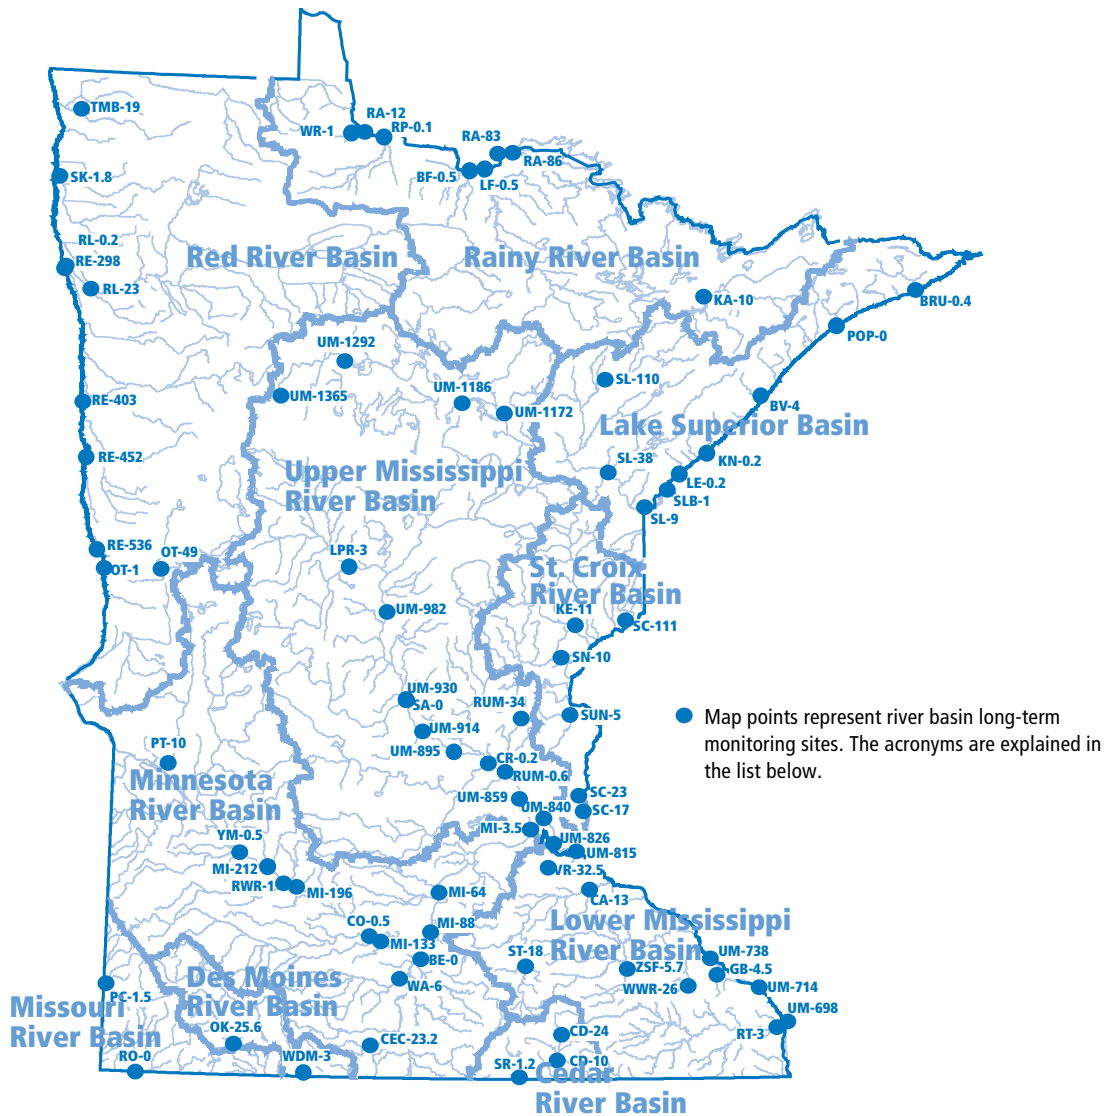 TMB-19
RA-12
WR-1
RP-0.1
RA-83
RA-86
BF-0.5
LF-0.5
SK-1.8
RL-0.2
RE-298
RL-23
Red River Basin
Rainy River Basin
KA-10
BRU-0.4
POP-0
UM-1292
UM-1365
UM-1186
UM-1172
SL-110
BV-4
RE-403
Lake Superior Basin
RE-452
Upper Mississippi
River Basin
SL-38
KN-0.2
LE-0.2
SLB-1
SL-9
RE-536
OT-49
OT-1
LPR-3
St. Croix
River Basin
UM-982
KE-11
SC-111
SN-10
UM-930
SA-0
RUM-34
SUN-5
UM-914
UM-895
CR-0.2
RUM-0.6
Map points represent river basin long-term
monitoring sites. The acronyms are explained in
the list below.
PT-10
Minnesota
River Basin
UM-859
UM-840
SC-23
SC-17
MI-3.5
UM-826
UM-815
VR-32.5
YM-0.5
MI-212
RWR-1
MI-196
MI-64
CA-13
Lower Mississippi
River Basin
CO-0.5
MI-88
MI-133
BE-0
WA-6
ST-18
ZSF-5.7
WWR-26
UM-738
GB-4.5
UM-714
UM-698
RT-3
Des Moines
River Basin
PC-1.5
Missouri
River Basin
OK-25.6
RO-0
WDM-3
CEC-23.2
CD-24
CD-10
SR-1.2
Cedar
River Basin